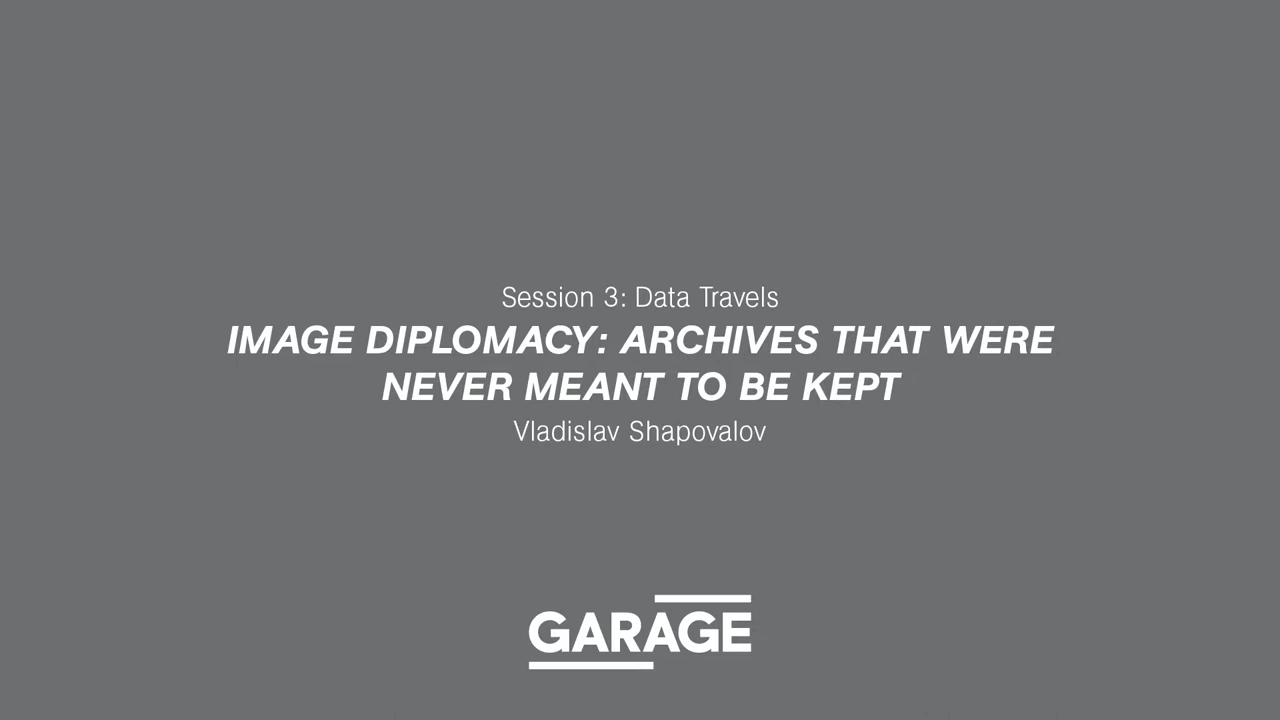 Session 3: Data Travels
IMAGE DIPLOMACY: ARCHIVES THAT WERE
NEVER MEANT TO BE KEPT
Vladislav Shapovalov
GARAGE